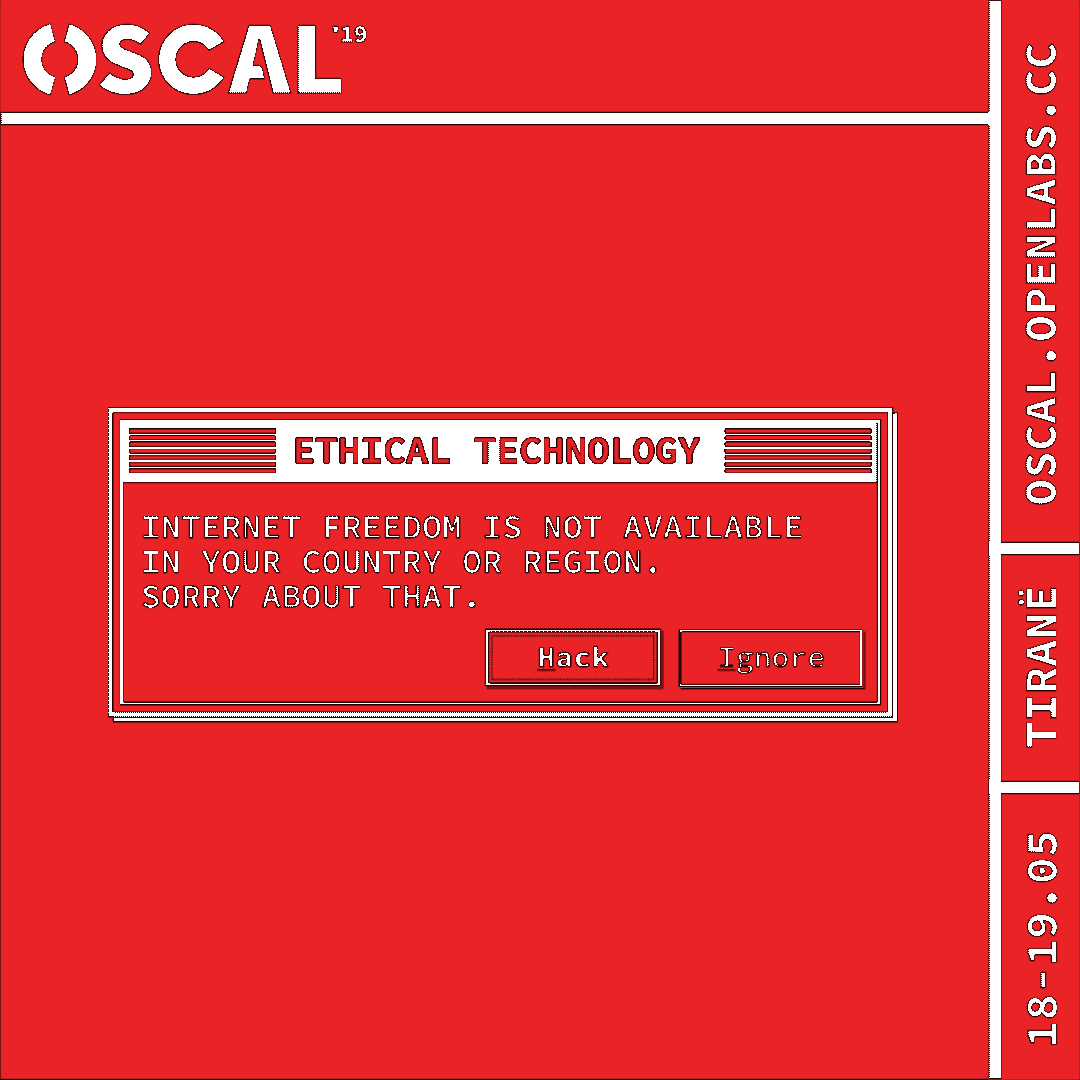 OSCAL '19
ETHICAL TECHNOLOGY
INTERNET FREEDOM IS NOT AVAILABLE
IN YOUR COUNTRY OR REGION.
SORRY ABOUT THAT.
Hack
Ignore
OSCAL.OPENLABS.CC
TIRANË
18-19.05